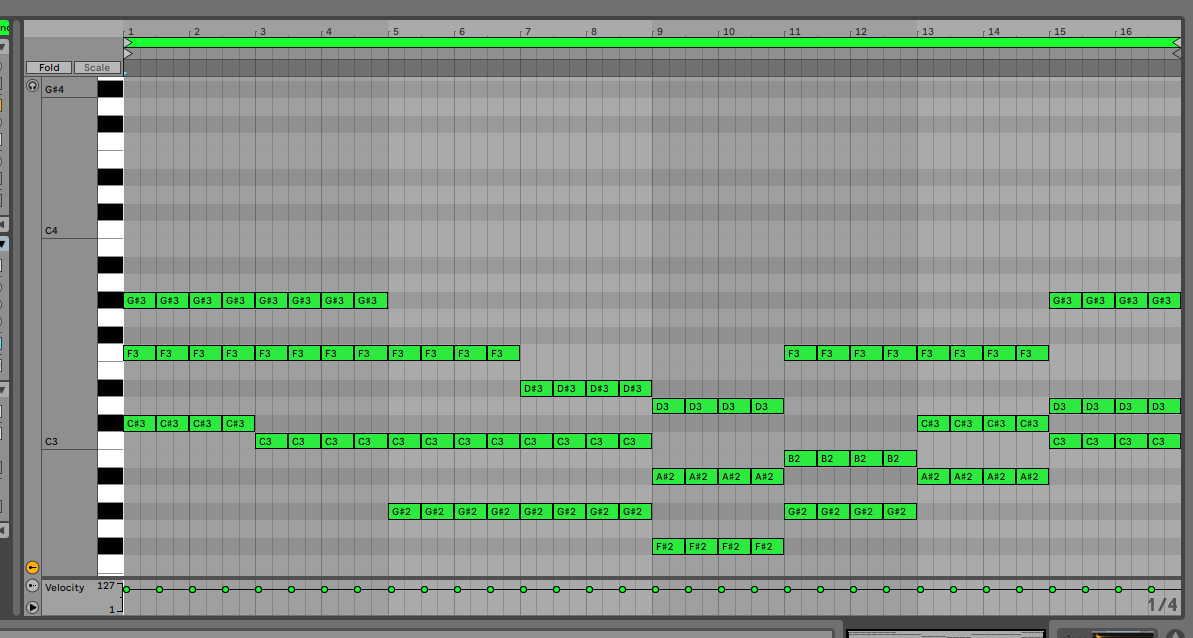 1 2 3 4 5 6 7 8 9 10 11 12 13 14 15 16
Fold Scale
G#4
C4
G#3 G#3 G#3 G#3 G#3 G#3 G#3 G#3 G#3 G#3 G#3 G#3
F3 F3 F3 F3 F3 F3 F3 F3 F3 F3 F3 F3 F3 F3 F3 F3 F3 F3 F3 F3
D#3 D#3 D#3 D#3
D3 D3 D3 D3 D3 D3 D3 D3
C#3 C#3 C#3 C#3 C#3 C#3 C#3 C#3
C3 C3 C3 C3 C3 C3 C3 C3 C3 C3 C3 C3 C3 C3 C3 C3 C3
B2 B2 B2 B2
A#2 A#2 A#2 A#2 A#2 A#2 A#2 A#2
G#2 G#2 G#2 G#2 G#2 G#2 G#2 G#2 G#2 G#2 G#2 G#2
F#2 F#2 F#2 F#2
Velocity 127
1
1/4